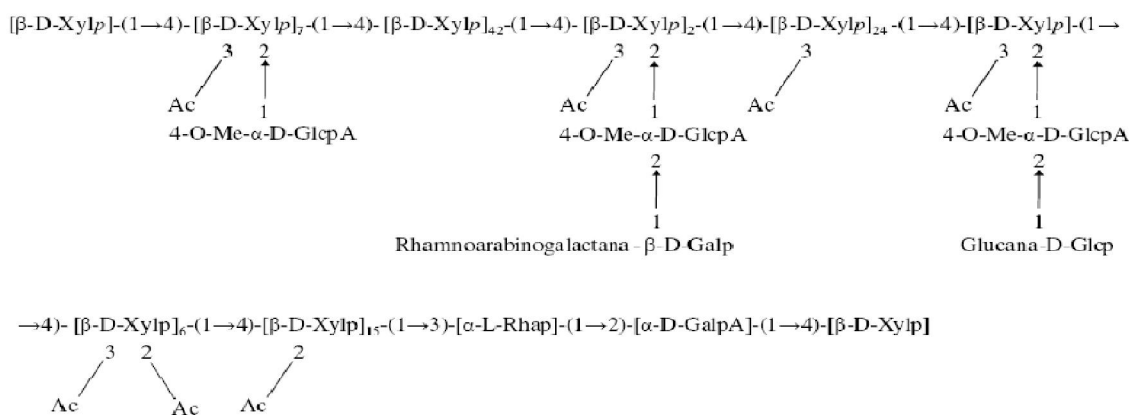 [β-D-Xylp]-(1→4)-[β-D-Xylp]₇-(1→4)-[β-D-Xylp]₄₂-(1→4)-[β-D-Xylp]₂-(1→4)-[β-D-Xylp]₂₄-(1→4)-[β-D-Xylp]-(1→
3 2 3 2 3 3 2
Ac Ac Ac Ac
1 1 1
4-O-Me-α-D-GlcpA 4-O-Me-α-D-GlcpA 4-O-Me-α-D-GlcpA
2 2
1 1
Rhamnoarabinogalactana-β-D-Galp Glucana-D-Glcp
→4)-[β-D-Xylp]₆-(1→4)-[β-D-Xylp]₁₅-(1→3)-[α-L-Rhap]-(1→2)-[α-D-GalpA]-(1→4)-[β-D-Xylp]
3 2 2
Ac Ac Ac